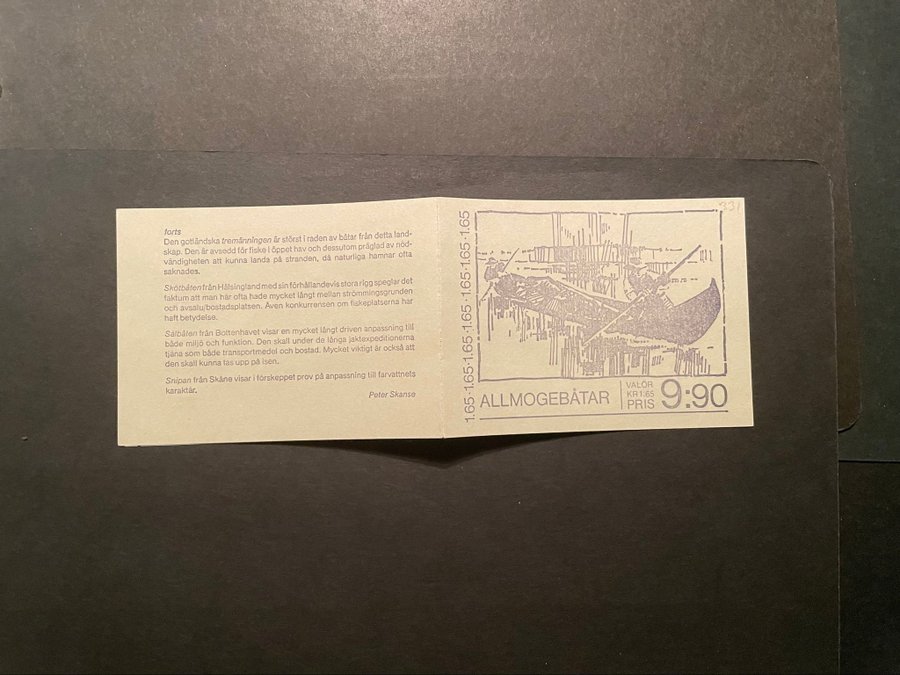 forts
Den gotländska tremänningen är störst i raden av båtar från detta land-
skap. Den är avsedd för fiske i öppet hav och dessutom präglad av nöd-
vändigheten att kunna landa på stranden, då naturliga hamnar ofta
saknades.
Skötbåten från Hälsingland med sin förhållandevis stora rigg speglar det
faktum att man här ofta hade mycket långt mellan strömmingsgrunden
och avsalu/bostadsplatsen. Även konkurrensen om fiskeplatserna har
haft betydelse.
Sälbåten från Bottenhavet visar en mycket långt driven anpassning till
både miljö och funktion. Den skall under de långa jaktexpeditionerna
tjäna som både transportmedel och bostad. Mycket viktigt är också att
den skall kunna tas upp på isen.
Snipan från Skåne visar i förskeppet prov på anpassning till farvattnets
karaktär.
Peter Skanse
1.65·1.65·1.65·1.65·1.65·1.65
331
ALLMOGEBÅTAR
VALÖR
KR 1:65
PRIS 9:90